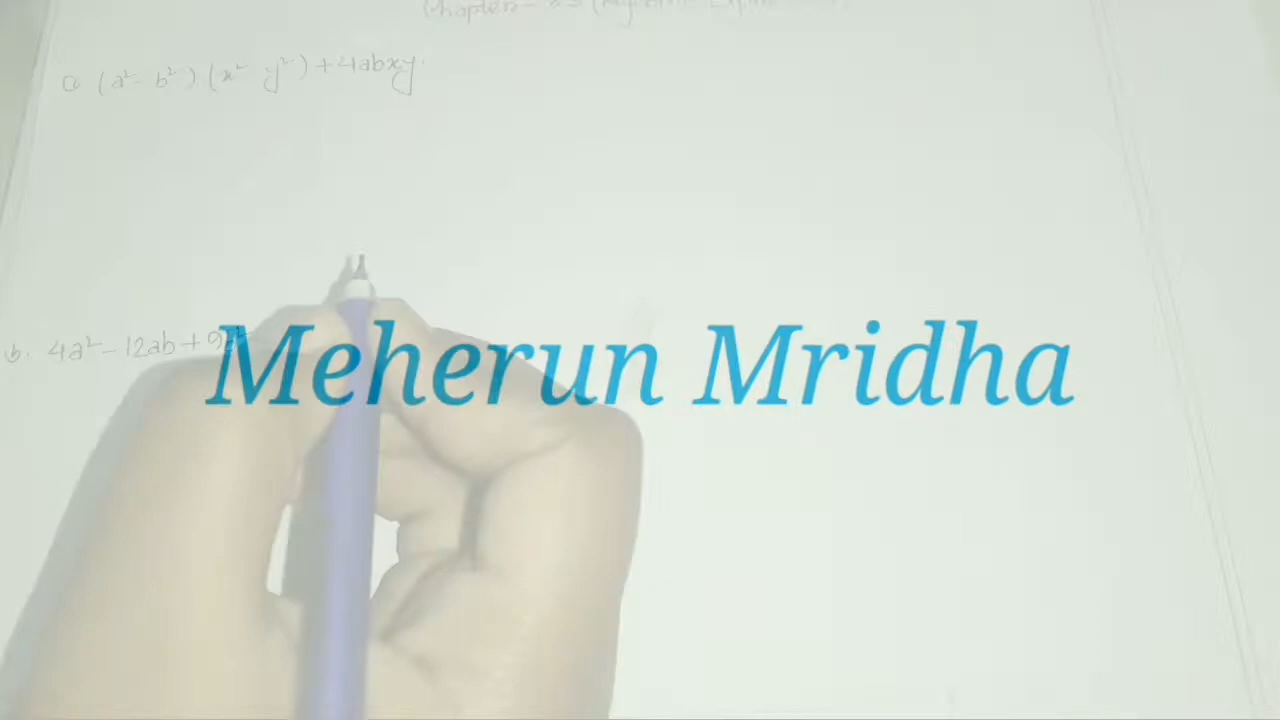 Chapter-
a (a²- b²) (x² y²) +4abxy.
b. 4a²-12ab+9b²
Meherun Mridha